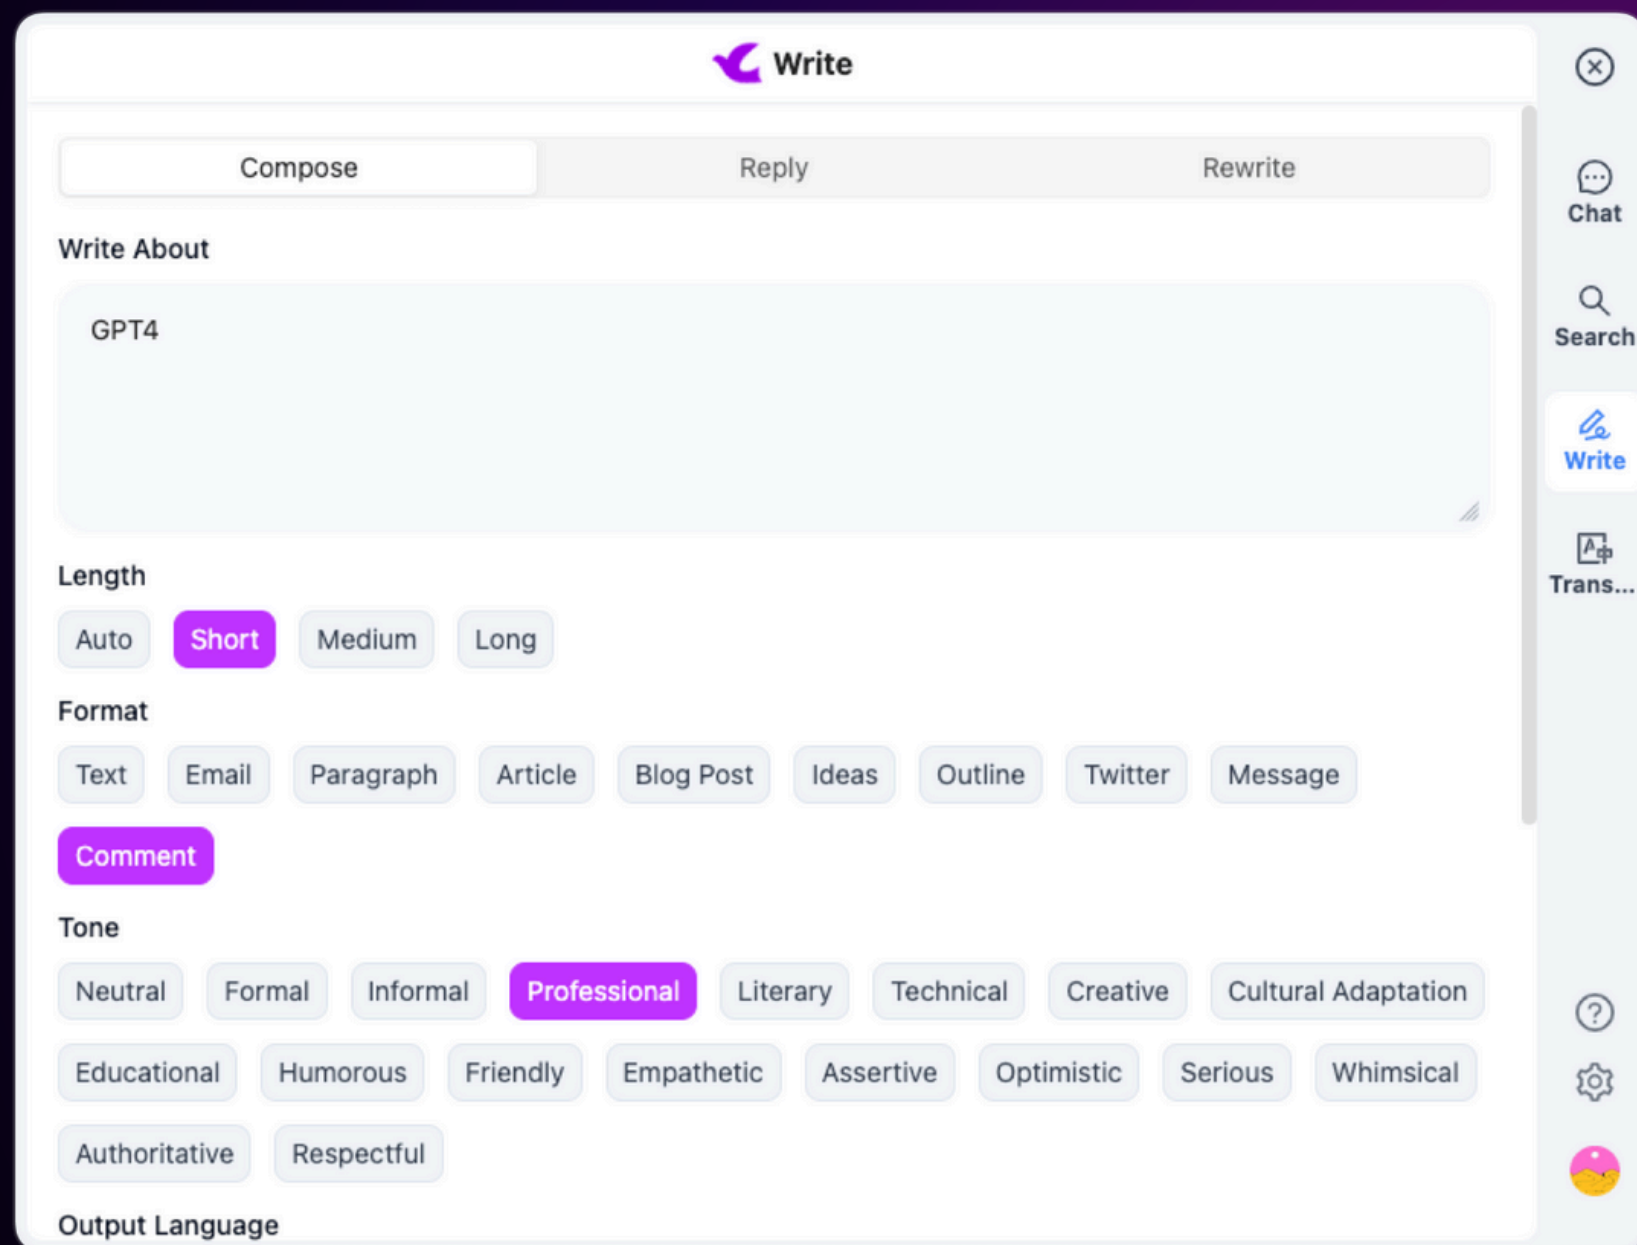 Write
Compose Reply Rewrite
Write About
GPT4
Length
Auto Short Medium Long
Format
Text Email Paragraph Article Blog Post Ideas Outline Twitter Message
Comment
Tone
Neutral Formal Informal Professional Literary Technical Creative Cultural Adaptation
Educational Humorous Friendly Empathetic Assertive Optimistic Serious Whimsical
Authoritative Respectful
Output Language
Chat
Search
Write
Trans...